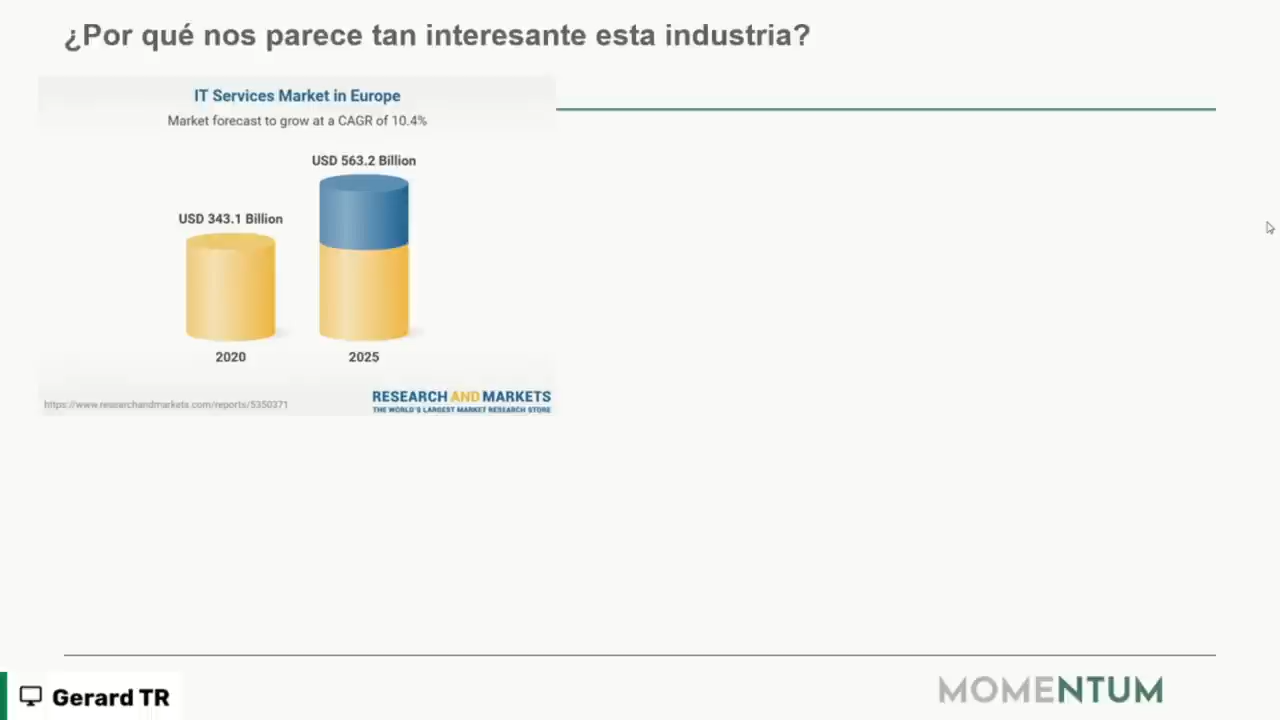 ¿Por qué nos parece tan interesante esta industria?
IT Services Market in Europe
Market forecast to grow at a CAGR of 10.4%
USD 563.2 Billion
USD 343.1 Billion
2020
2025
https://www.researchandmarkets.com/reports/5350371
RESEARCH AND MARKETS
THE WORLD'S LARGEST MARKET RESEARCH STORE
Gerard TR
MOMENTUM